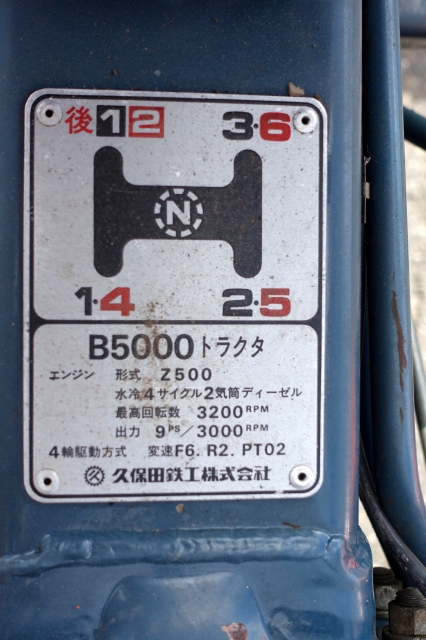 後12 3·6
N
1·4 2·5
B5000トラクタ
エンジン 形式 Z500
水冷4サイクル2気筒ディーゼル
最高回転数 3200RPM
出力 9PS/3000RPM
4輪駆動方式 変速F6. R2. PTO2
久保田鉄工株式会社